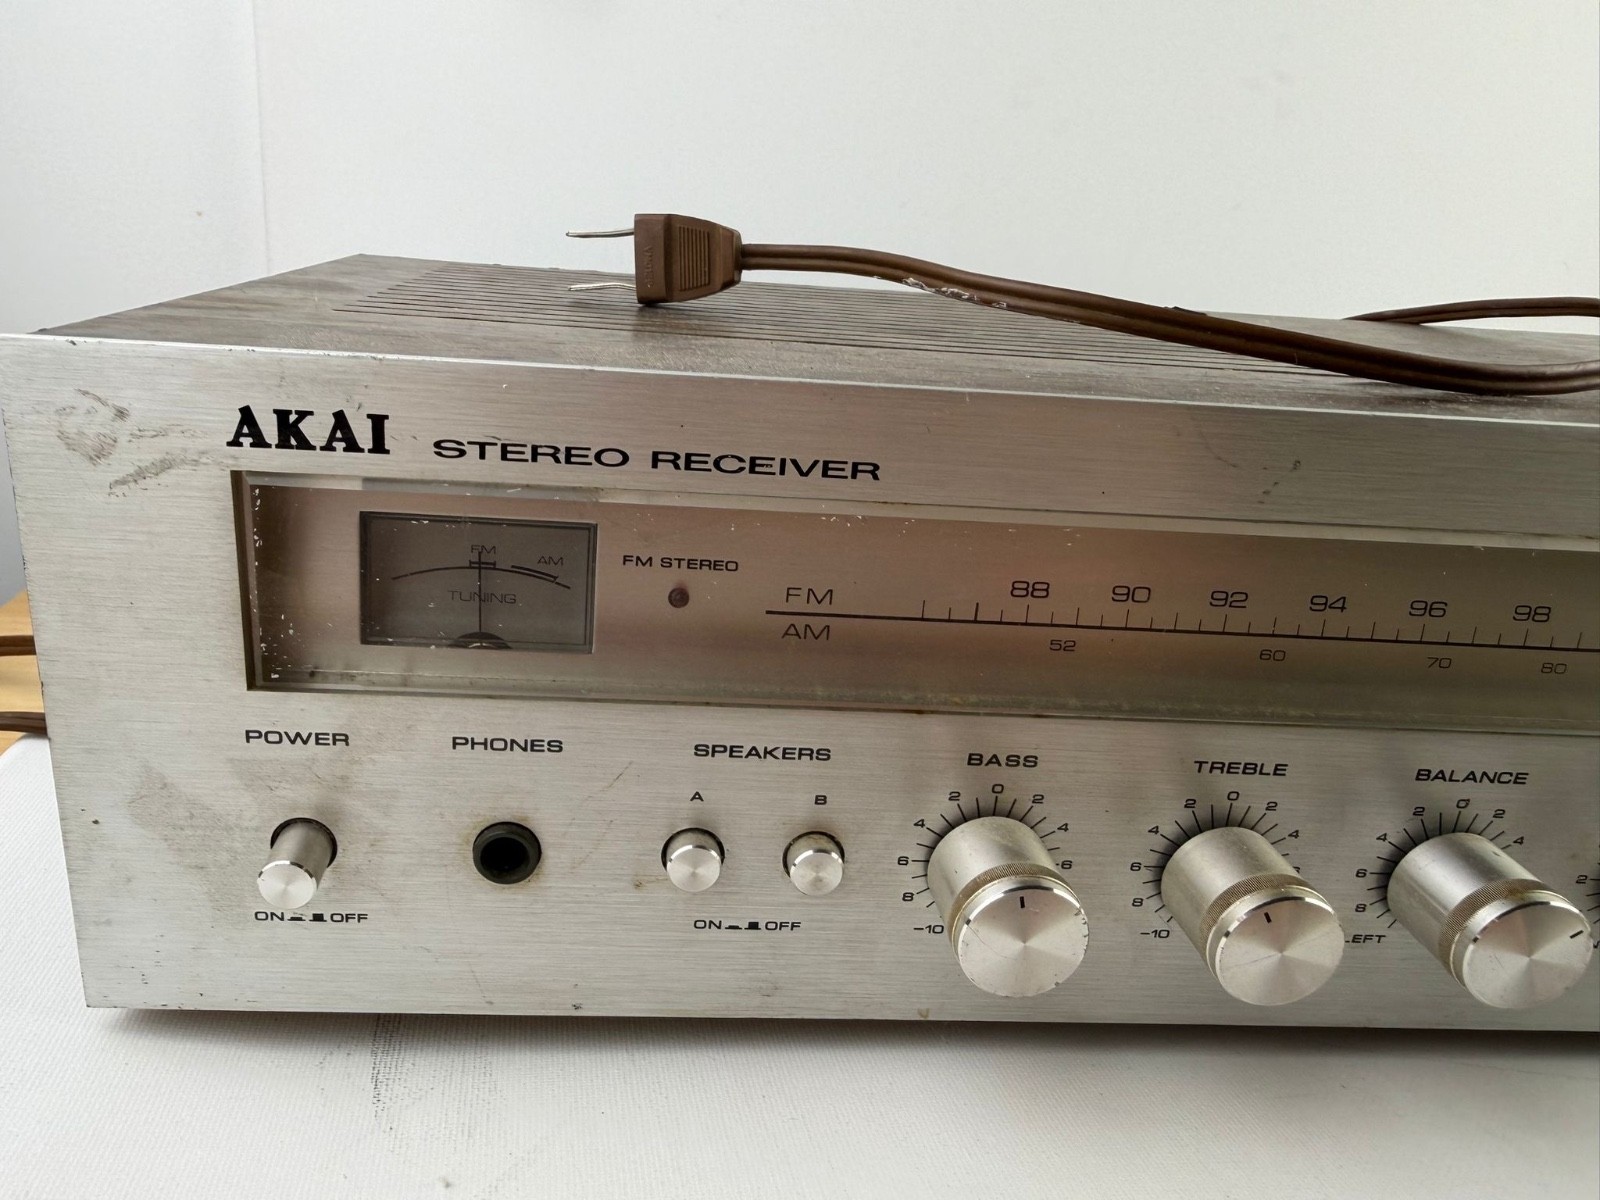 AKAI STEREO RECEIVER
FM AM
TUNING
FM STEREO
FM 88 90 92 94 96 98
AM 52 60 70 80
POWER PHONES SPEAKERS BASS TREBLE BALANCE
A B
ON OFF
ON OFF
2 0 2
4 4
6 6
8
-10
2 0 2
4 4
6
8
-10
2 0 2
4 4
6
8
2